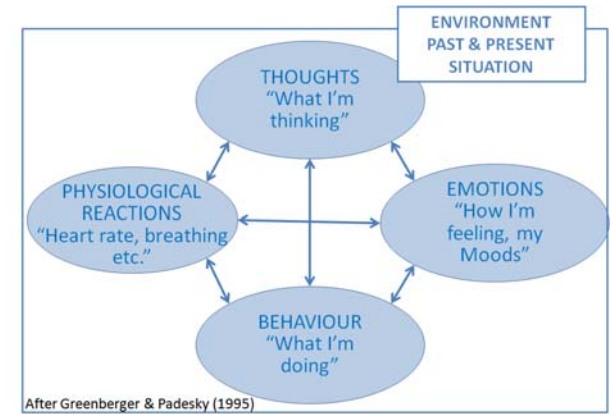 ENVIRONMENT
PAST & PRESENT
SITUATION
THOUGHTS
“What I’m
thinking”
PHYSIOLOGICAL
REACTIONS
“Heart rate, breathing
etc.”
EMOTIONS
“How I’m
feeling, my
Moods”
BEHAVIOUR
“What I’m
doing”
After Greenberger & Padesky (1995)